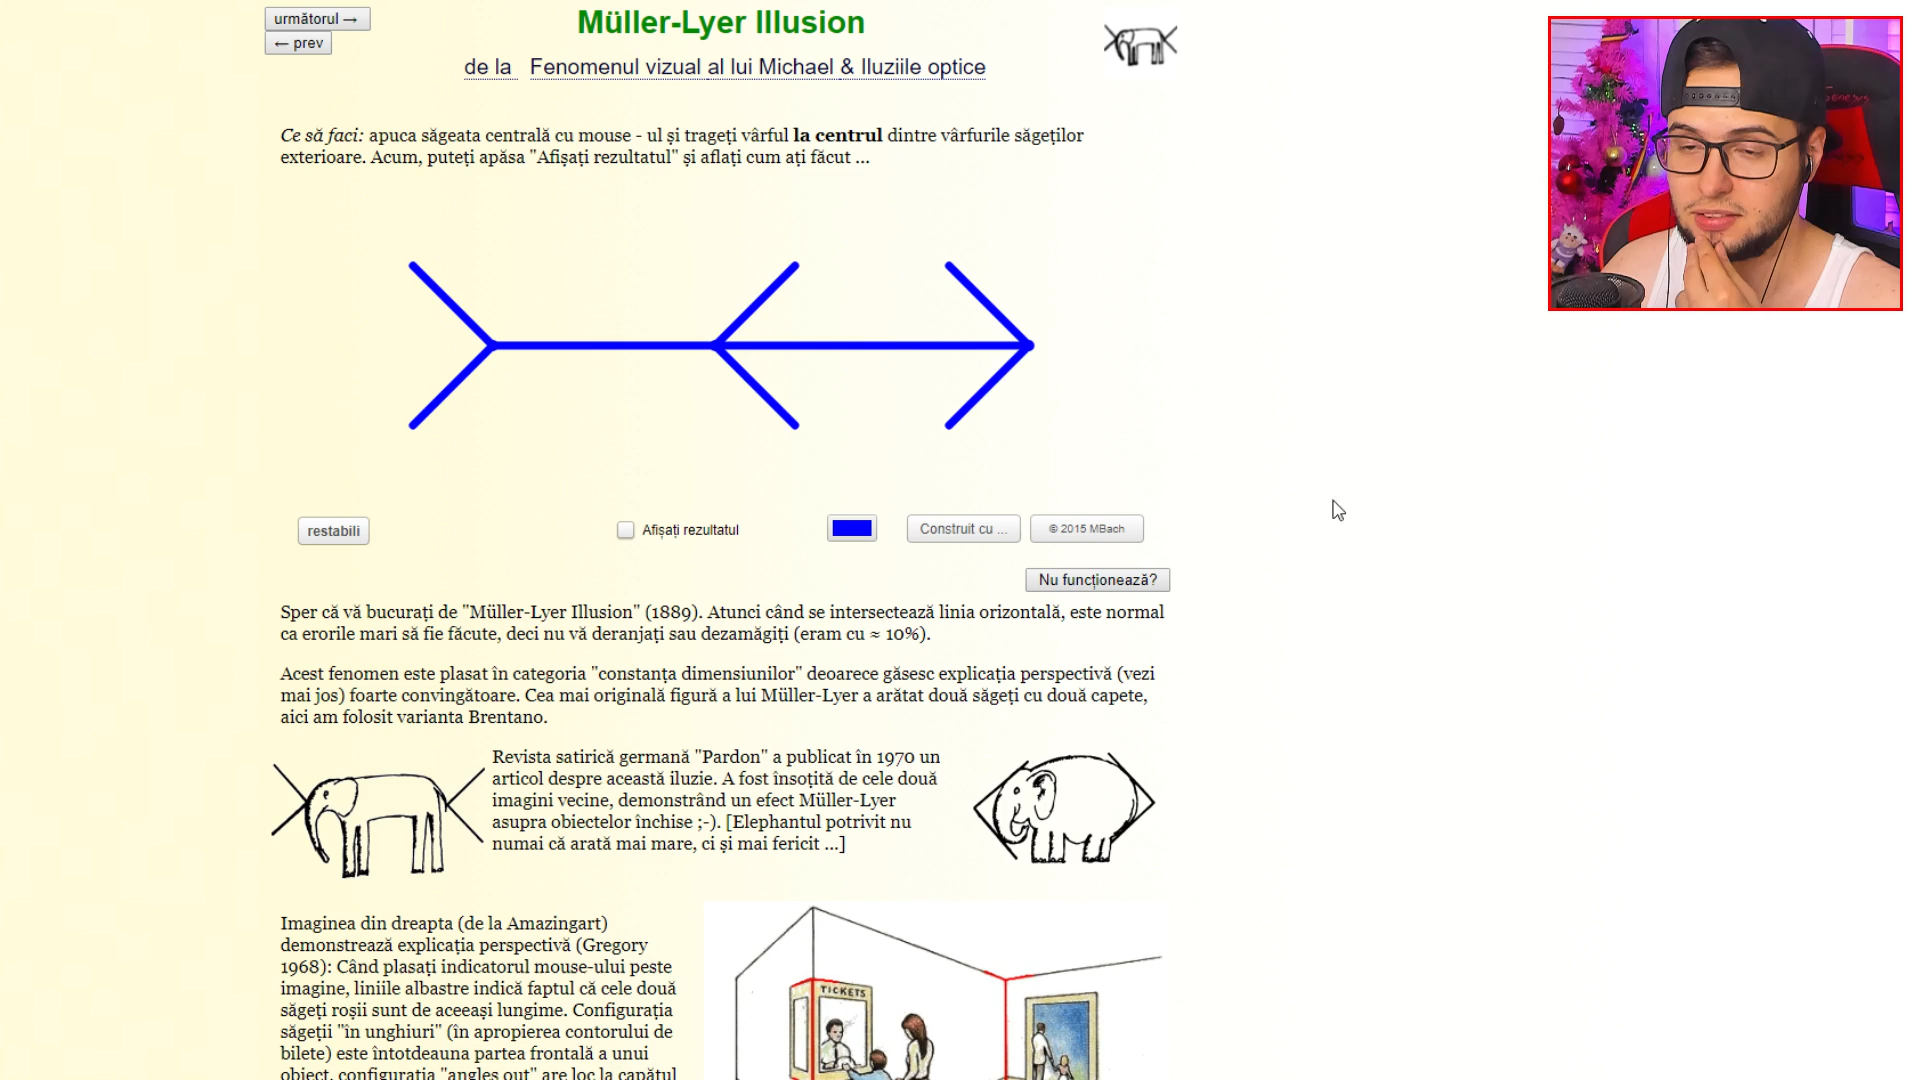 următorul →
← prev
Müller-Lyer Illusion
de la Fenomenul vizual al lui Michael & Iluziile optice
Ce să faci: apuca săgeata centrală cu mouse - ul și trageți vârful la centrul dintre vârfurile săgeților
exterioare. Acum, puteți apăsa "Afișați rezultatul" și aflați cum ați făcut ...
restabili
Afișați rezultatul
Construit cu ...
© 2015 MBach
Nu funcționează?
Sper că vă bucurați de "Müller-Lyer Illusion" (1889). Atunci când se intersectează linia orizontală, este normal
ca erorile mari să fie făcute, deci nu vă deranjați sau dezamăgiți (eram cu ≈ 10%).
Acest fenomen este plasat în categoria "constanța dimensiunilor" deoarece găsesc explicația perspectivă (vezi
mai jos) foarte convingătoare. Cea mai originală figură a lui Müller-Lyer a arătat două săgeți cu două capete,
aici am folosit varianta Brentano.
Revista satirică germană "Pardon" a publicat în 1970 un
articol despre această iluzie. A fost însoțită de cele două
imagini vecine, demonstrând un efect Müller-Lyer
asupra obiectelor închise ;-). [Elephantul potrivit nu
numai că arată mai mare, ci și mai fericit ...]
Imaginea din dreapta (de la Amazingart)
demonstrează explicația perspectivă (Gregory
1968): Când plasați indicatorul mouse-ului peste
imagine, liniile albastre indică faptul că cele două
săgeți roșii sunt de aceeași lungime. Configurația
săgeții "în unghiuri" (în apropierea contorului de
bilete) este întotdeauna partea frontală a unui
obiect, configurația "angles out" are loc la capătul
TICKETS